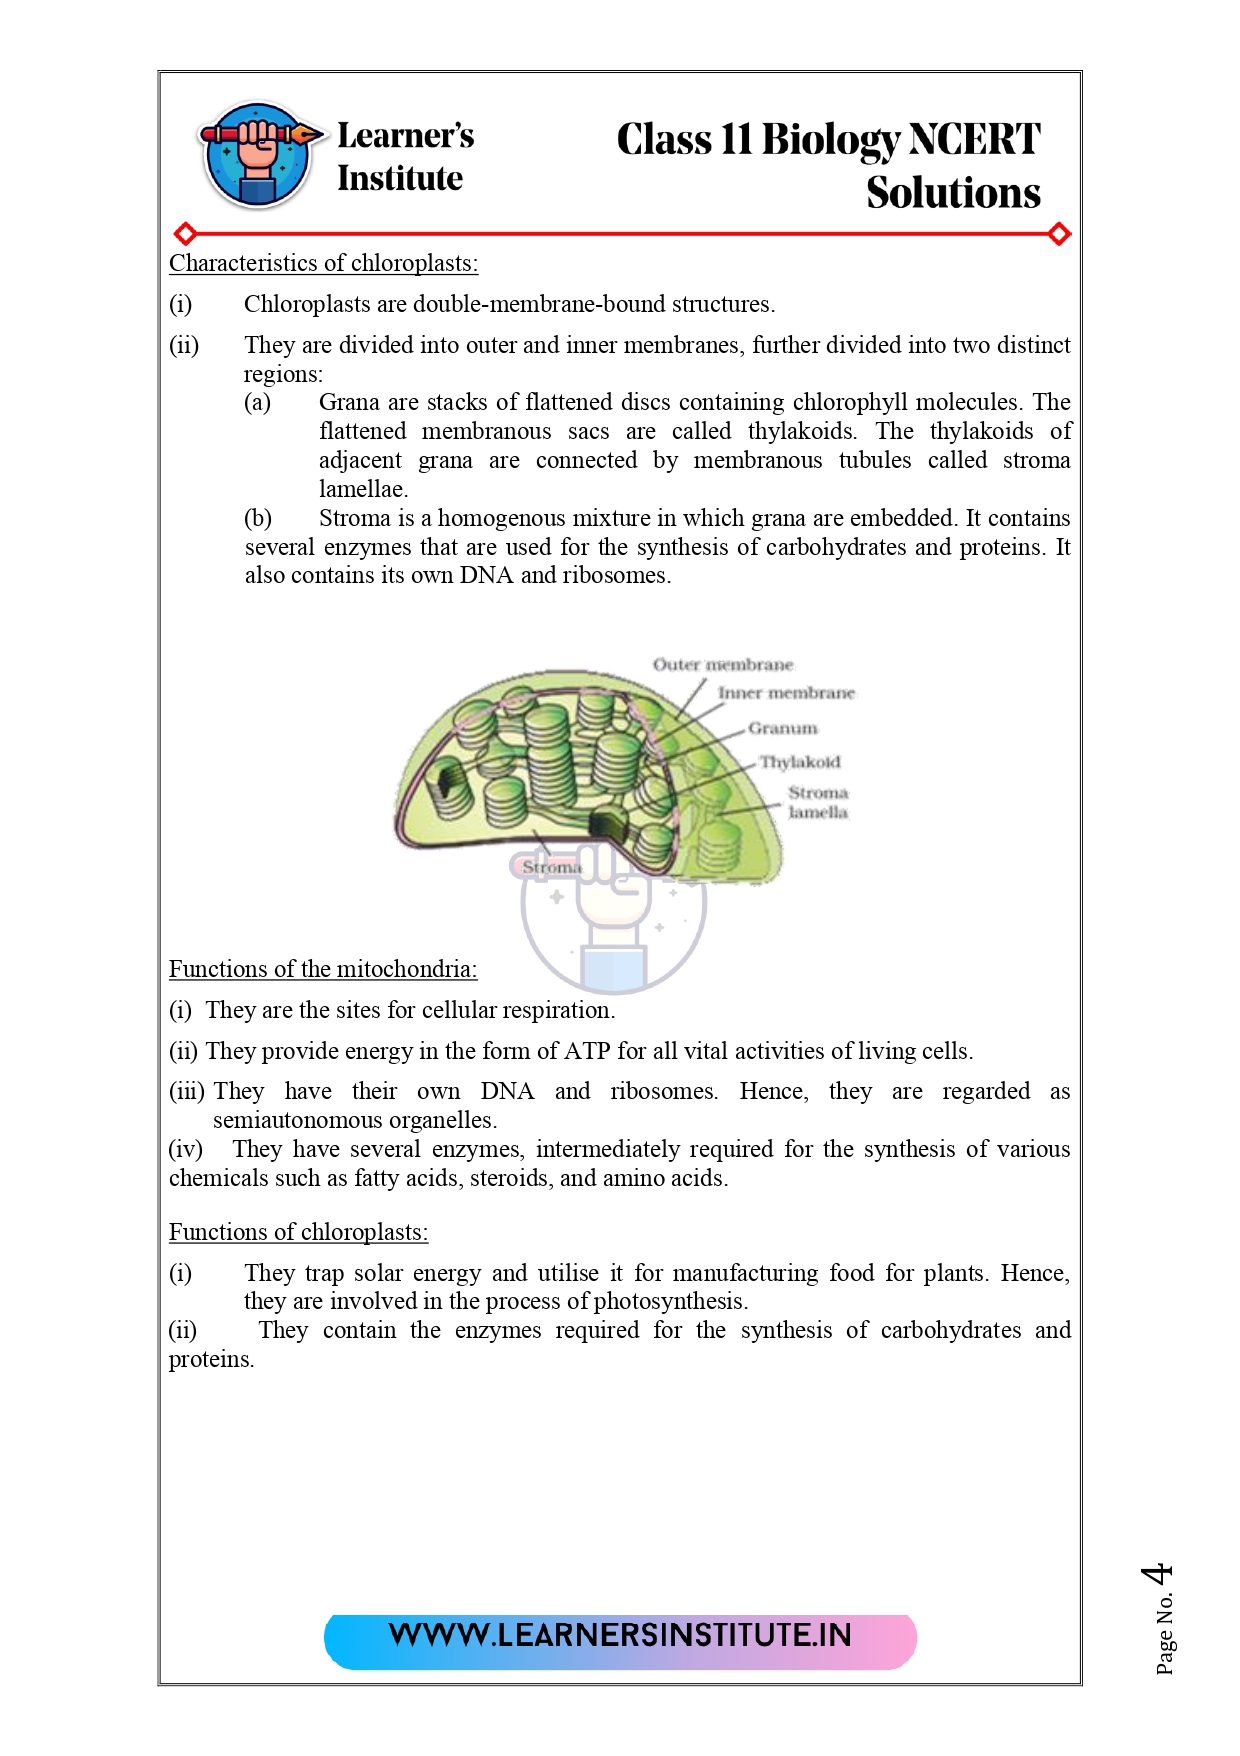 Learner's
Institute
Class 11 Biology NCERT
Solutions
Characteristics of chloroplasts:
(i) Chloroplasts are double-membrane-bound structures.
(ii) They are divided into outer and inner membranes, further divided into two distinct
regions:
(a) Grana are stacks of flattened discs containing chlorophyll molecules. The
flattened membranous sacs are called thylakoids. The thylakoids of
adjacent grana are connected by membranous tubules called stroma
lamellae.
(b) Stroma is a homogenous mixture in which grana are embedded. It contains
several enzymes that are used for the synthesis of carbohydrates and proteins. It
also contains its own DNA and ribosomes.
Outer membrane
Inner membrane
Granum
Thylakoid
Stroma
lamella
Stroma
Functions of the mitochondria:
(i) They are the sites for cellular respiration.
(ii) They provide energy in the form of ATP for all vital activities of living cells.
(iii) They have their own DNA and ribosomes. Hence, they are regarded as
semiautonomous organelles.
(iv) They have several enzymes, intermediately required for the synthesis of various
chemicals such as fatty acids, steroids, and amino acids.
Functions of chloroplasts:
(i) They trap solar energy and utilise it for manufacturing food for plants. Hence,
they are involved in the process of photosynthesis.
(ii) They contain the enzymes required for the synthesis of carbohydrates and
proteins.
WWW.LEARNERSINSTITUTE.IN
Page No. 4